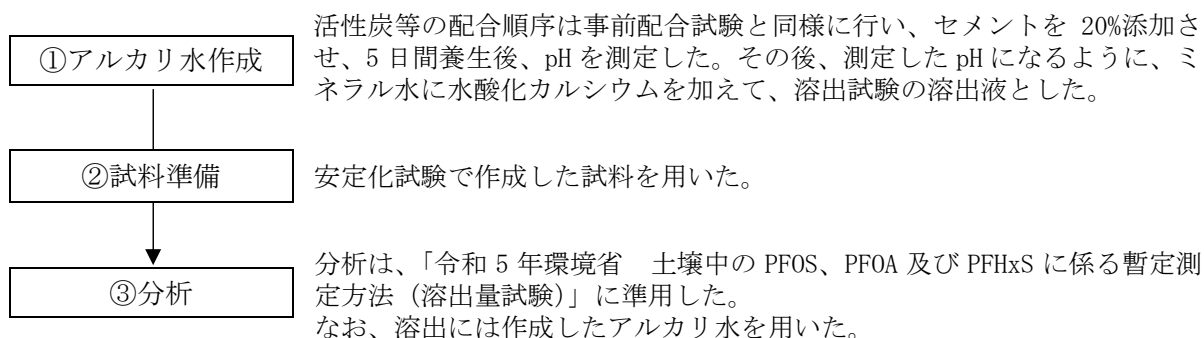 活性炭等の配合順序は事前配合試験と同様に行い、セメントを 20%添加さ
①アルカリ水作成
せ、5 日間養生後、pH を測定した。その後、測定した pH になるように、ミ
ネラル水に水酸化カルシウムを加えて、溶出試験の溶出液とした。
②試料準備
安定化試験で作成した試料を用いた。
分析は、「令和 5 年環境省　土壌中の PFOS、PFOA 及び PFHxS に係る暫定測
③分析
定方法（溶出量試験）」に準用した。
なお、溶出には作成したアルカリ水を用いた。